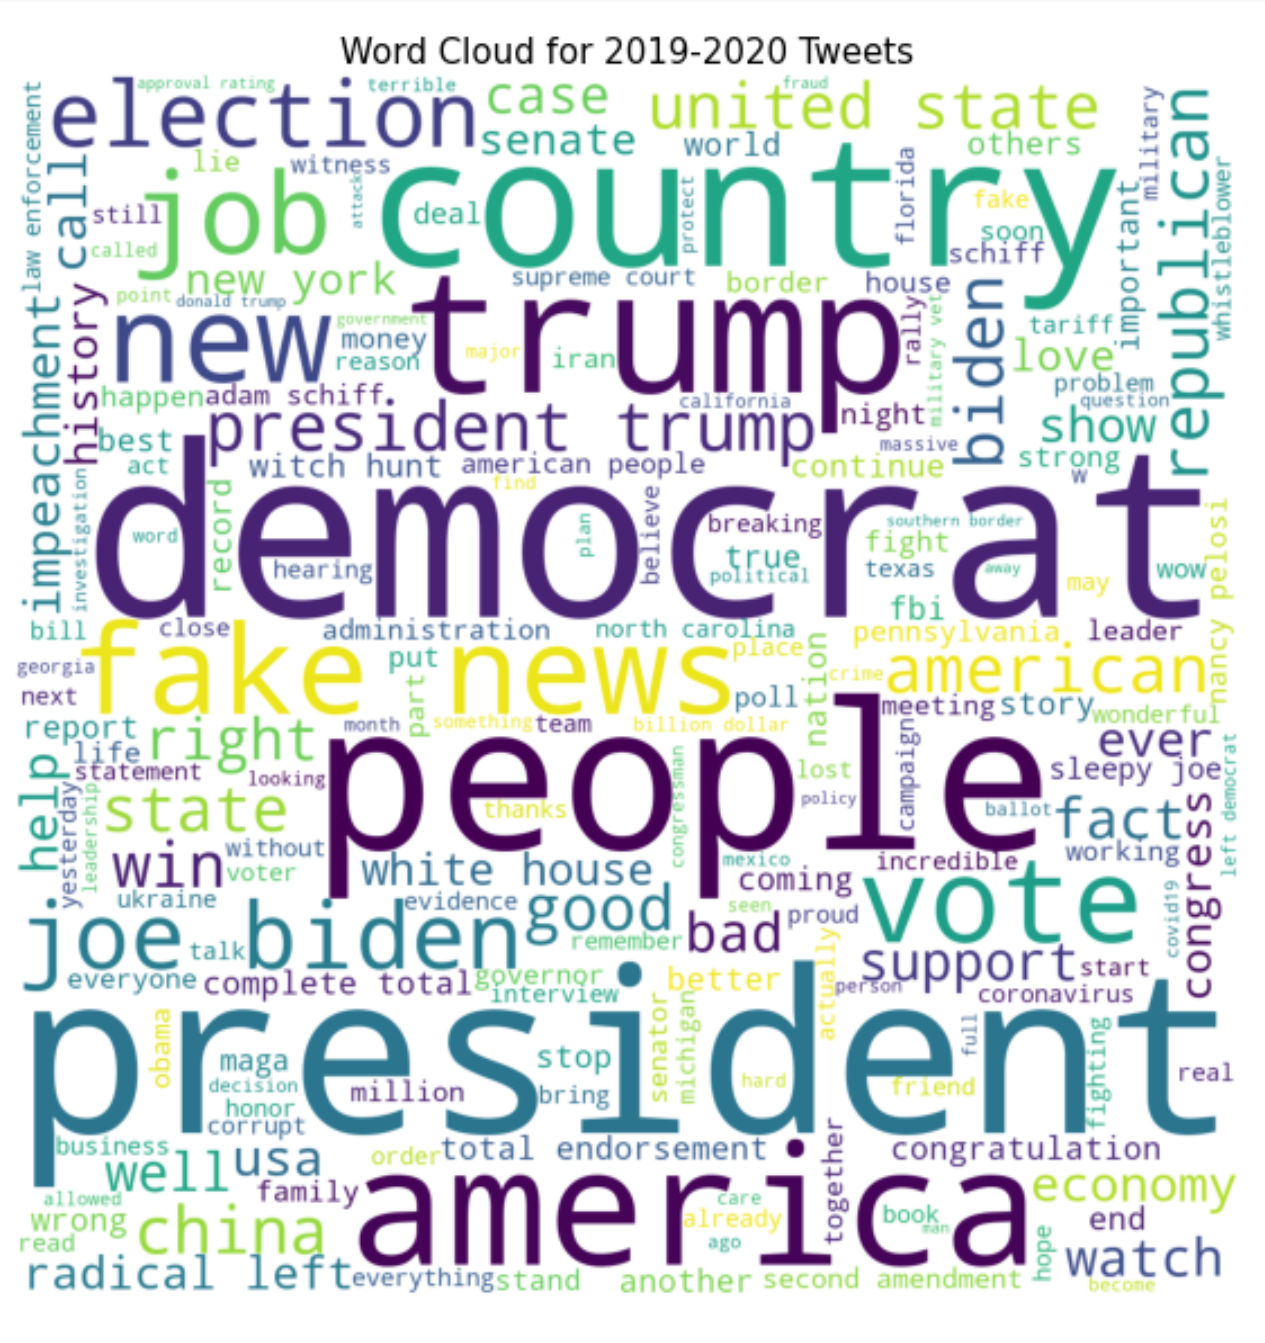 Word Cloud for 2019-2020 Tweets
approval rating
terrible
fraud
election
case
united state
senate
world
others
military
republican
law enforcement
call
lie
witness
job
country
attack
protect
florida
fake
important
whistleblower
still
deal
soon
called
schiff
new york
supreme court
border
house
point
donald trump
new
trump
government
money
reason
major
iran
rally
military vet
biden
tariff
love
impeachment
history
happen
adam schiff
california
problem
question
president trump
night
show
best
massive
act
witch hunt
american people
continue
strong
w
find
democrat
record
investigation
word
hearing
plan
believe
breaking
true
political
southern border
fight
texas
away
may
wow
nancy pelosi
fbi
bill
close
administration
north carolina
pennsylvania
leader
georgia
fake news
put
place
nation
crime
american
next
part
poll
meeting
story
wonderful
report
right
month
something
team
billion dollar
people
campaign
ever
life
help
statement
looking
lost
sleepy joe
left democrat
yesterday
leadership
state
thanks
congressman
policy
ballot
fact
congress
win
without
voter
white house
mexico
incredible
working
coming
vote
covid19
ukraine
evidence
good
seen
proud
joe biden
talk
remember
bad
actually
support
start
everyone
complete total
governor
interview
better
person
coronavirus
president
obama
maga
stop
senator
michigan
full
fighting
real
decision
million
bring
hard
friend
honor
corrupt
business
well
usa
order
total endorsement
together
congratulation
family
america
economy
allowed
wrong
china
care
already
book
man
end
read
ago
hope
watch
radical left
everything
stand
another
second amendment
become